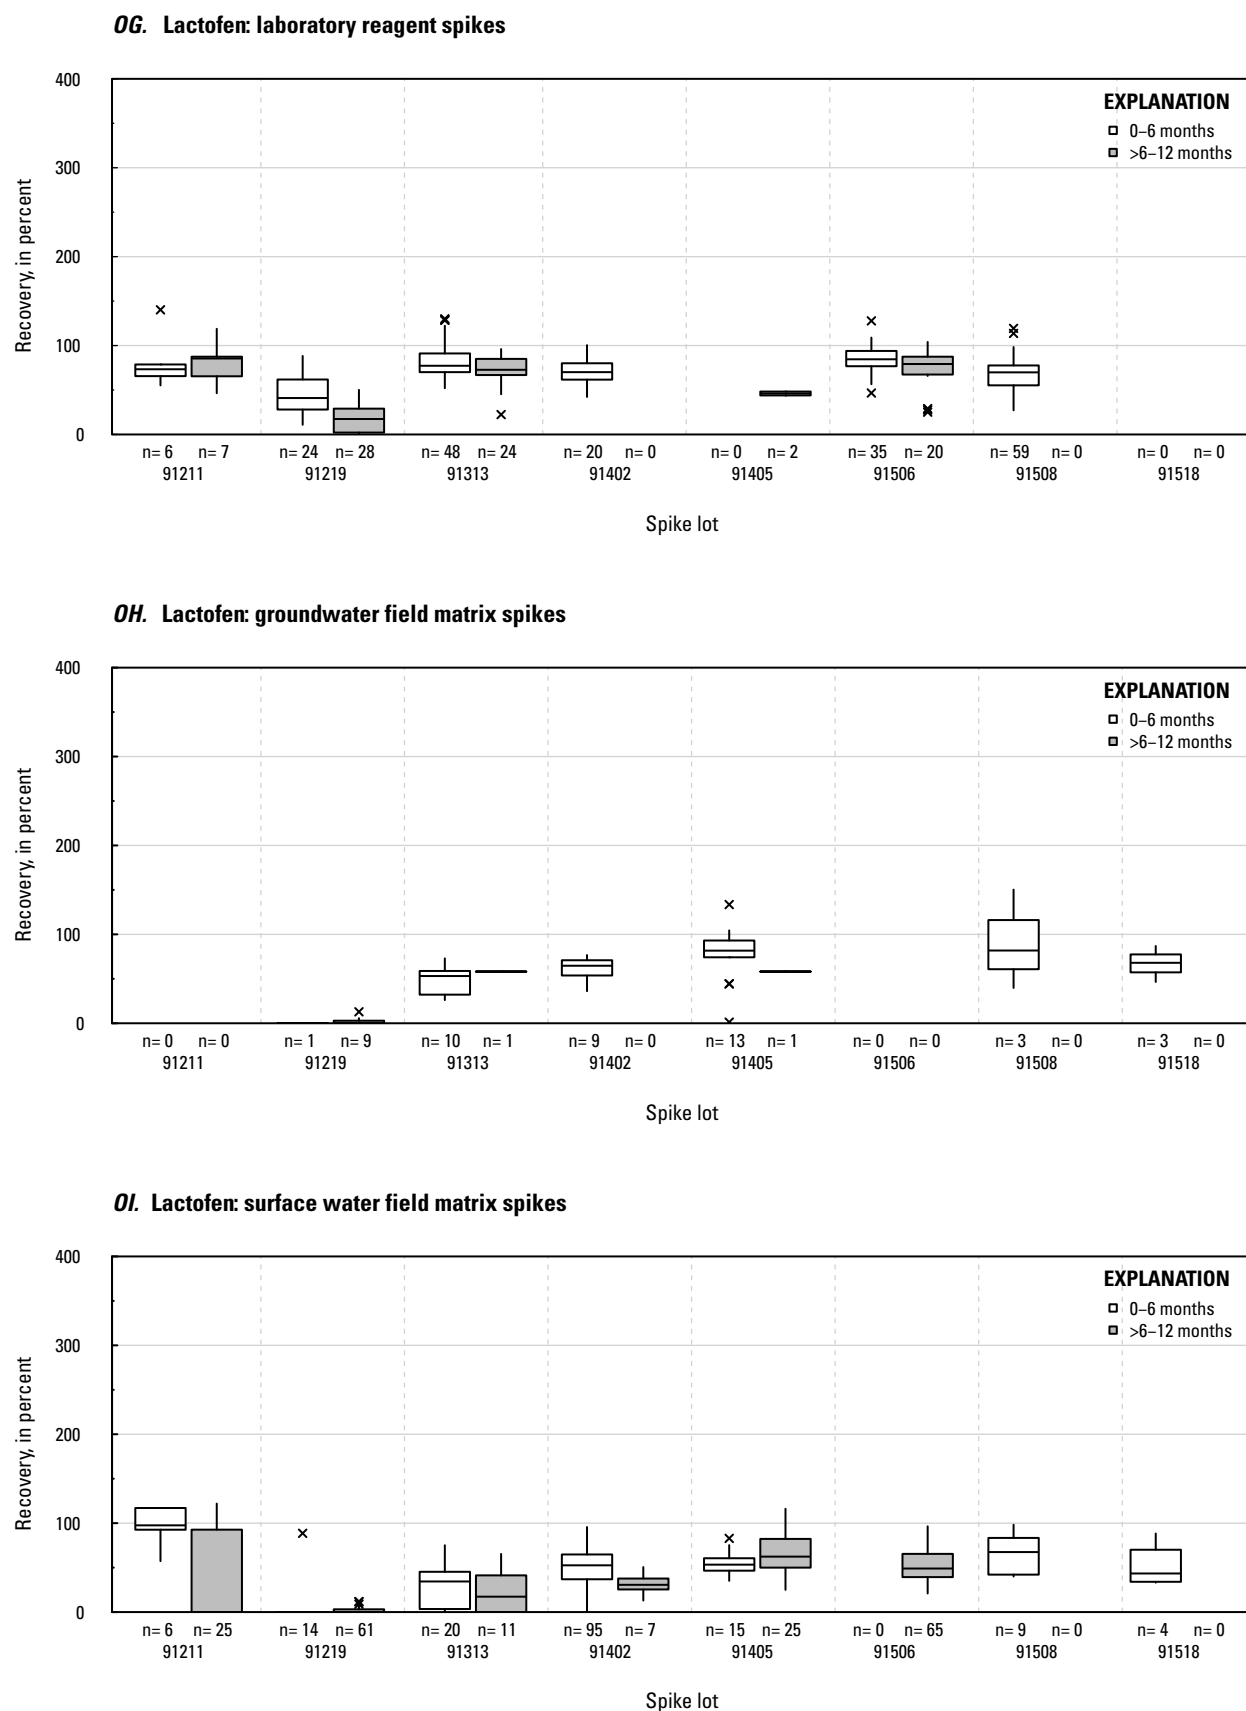 OG. Lactofen: laboratory reagent spikes
400
300
200
100
0
Recovery, in percent
EXPLANATION
0–6 months
>6–12 months
n= 6 n= 7 n= 24 n= 28 n= 48 n= 24 n= 20 n= 0 n= 0 n= 2 n= 35 n= 20 n= 59 n= 0 n= 0 n= 0
91211 91219 91313 91402 91405 91506 91508 91518
Spike lot
OH. Lactofen: groundwater field matrix spikes
400
300
200
100
0
Recovery, in percent
EXPLANATION
0–6 months
>6–12 months
n= 0 n= 0 n= 1 n= 9 n= 10 n= 1 n= 9 n= 0 n= 13 n= 1 n= 0 n= 0 n= 3 n= 0 n= 3 n= 0
91211 91219 91313 91402 91405 91506 91508 91518
Spike lot
OI. Lactofen: surface water field matrix spikes
400
300
200
100
0
Recovery, in percent
EXPLANATION
0–6 months
>6–12 months
n= 6 n= 25 n= 14 n= 61 n= 20 n= 11 n= 95 n= 7 n= 15 n= 25 n= 0 n= 65 n= 9 n= 0 n= 4 n= 0
91211 91219 91313 91402 91405 91506 91508 91518
Spike lot